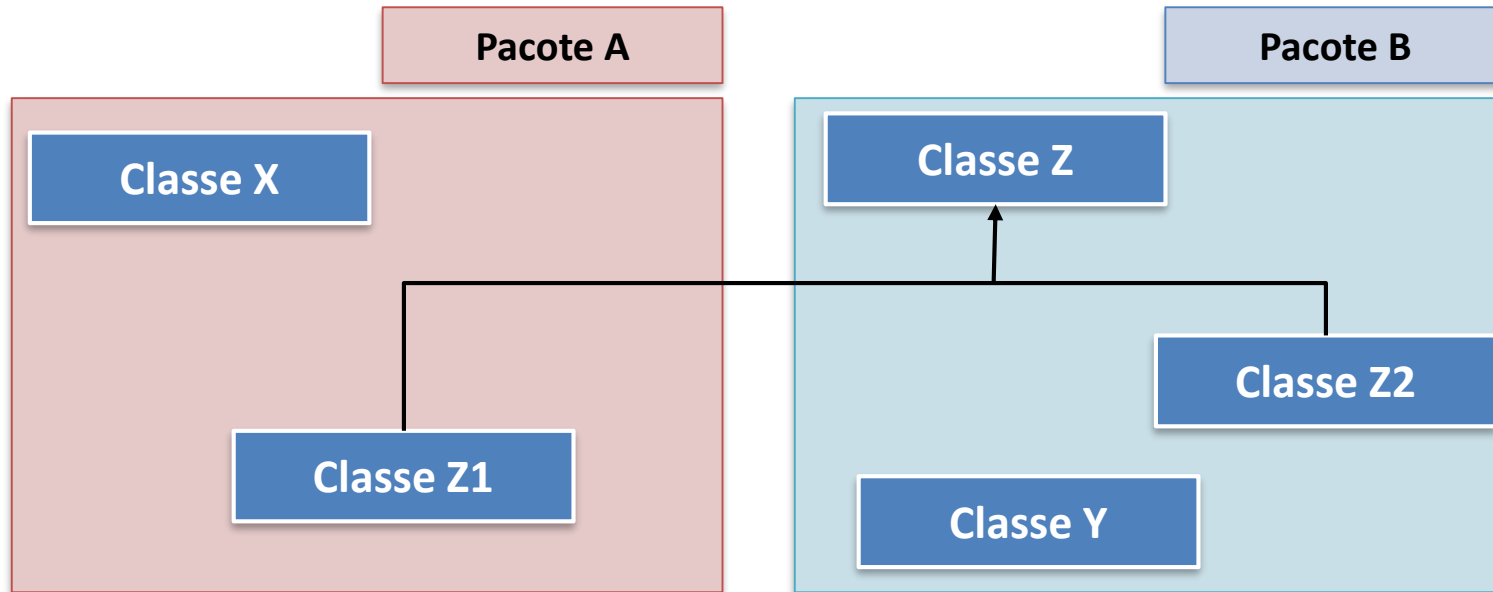 Pacote A
Pacote B
Classe X
Classe Z
Classe Z2
Classe Z1
Classe Y